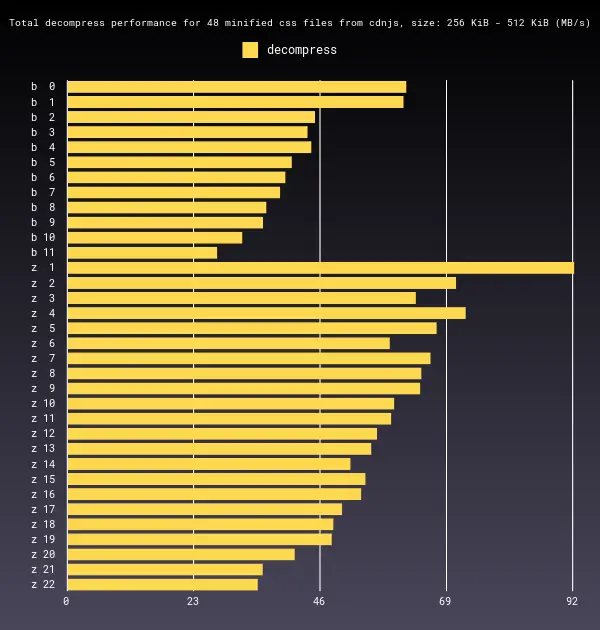 Total decompress performance for 48 minified css files from cdnjs, size: 256 KiB - 512 KiB (MB/s)
decompress
b 0
b 1
b 2
b 3
b 4
b 5
b 6
b 7
b 8
b 9
b 10
b 11
z 1
z 2
z 3
z 4
z 5
z 6
z 7
z 8
z 9
z 10
z 11
z 12
z 13
z 14
z 15
z 16
z 17
z 18
z 19
z 20
z 21
z 22
0 23 46 69 92